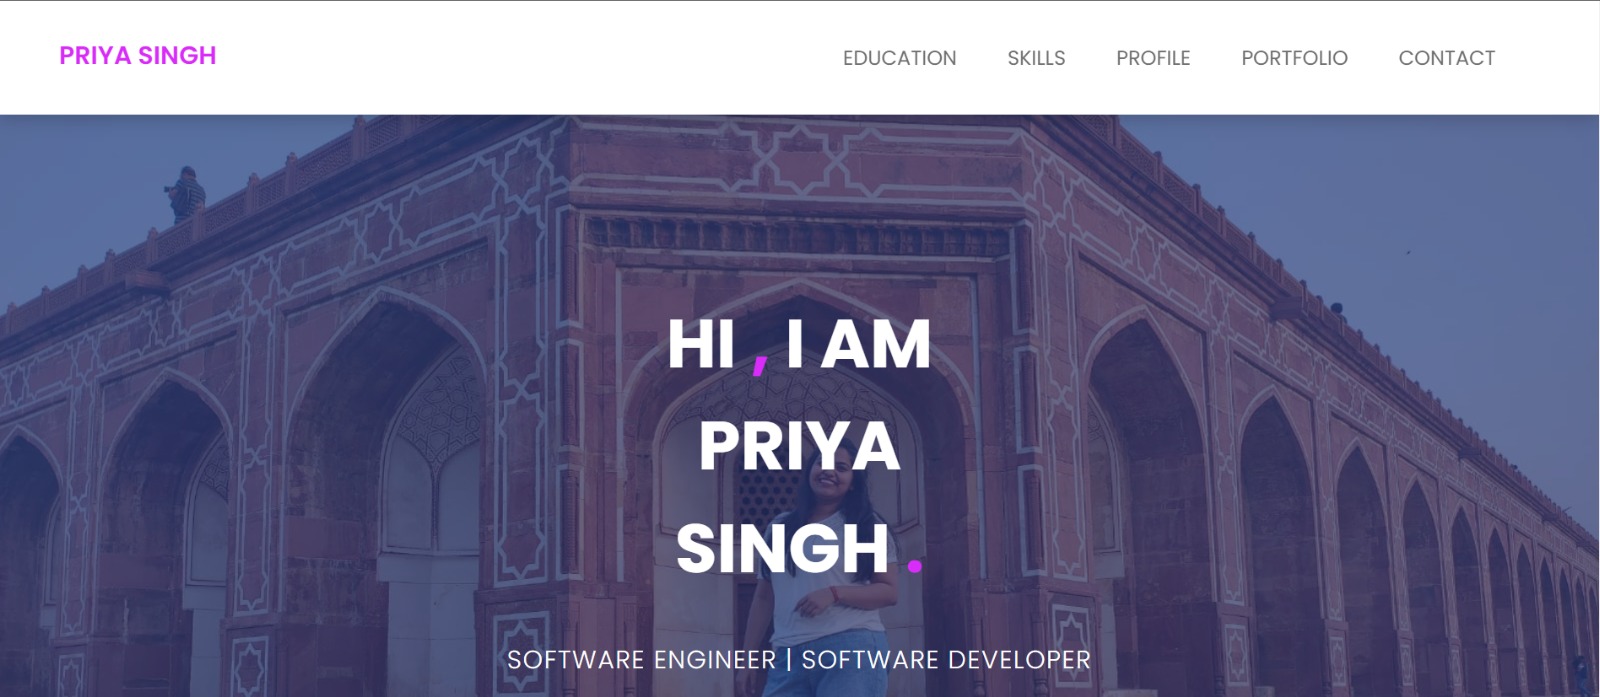 PRIYA SINGH
EDUCATION SKILLS PROFILE PORTFOLIO CONTACT
HI , I AM
PRIYA
SINGH .
SOFTWARE ENGINEER | SOFTWARE DEVELOPER